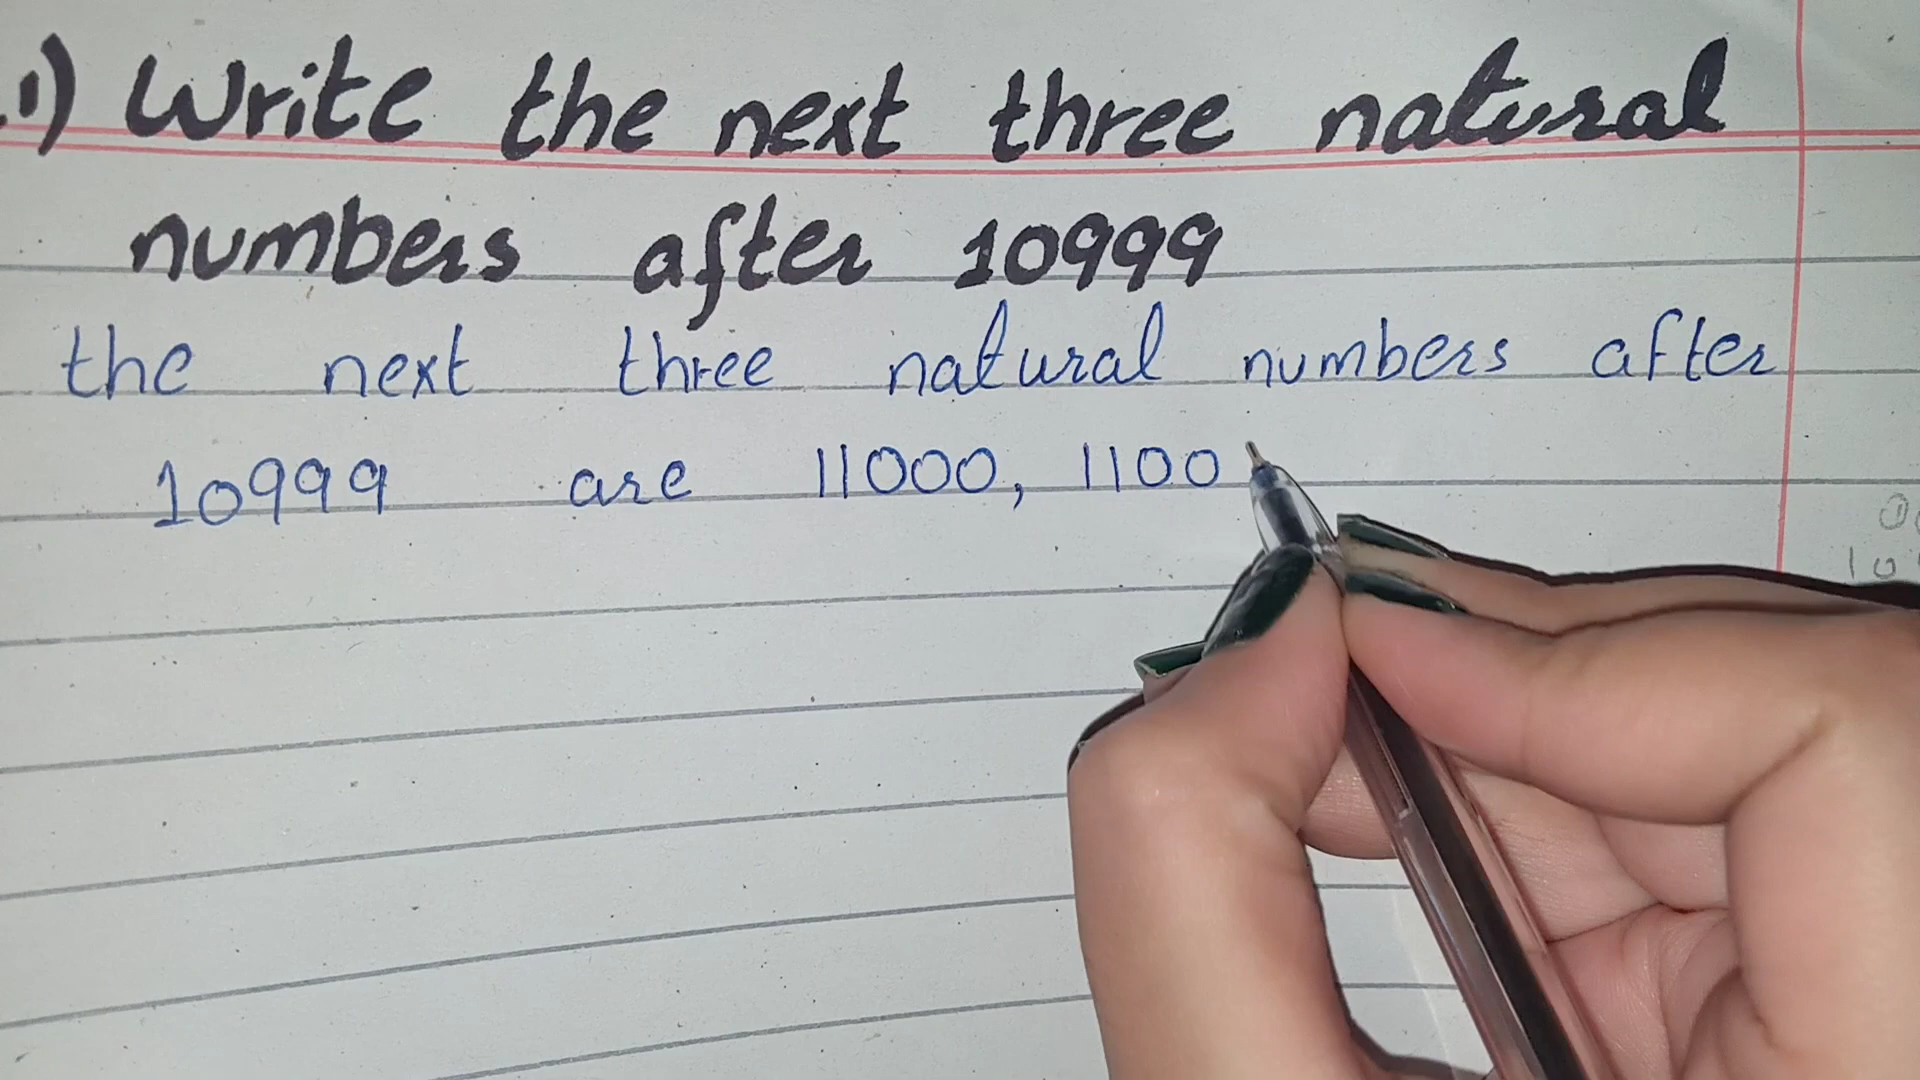 .1) Write the next three natural
numbers after 10999
the next three natural numbers after
10999 are 11000, 1100